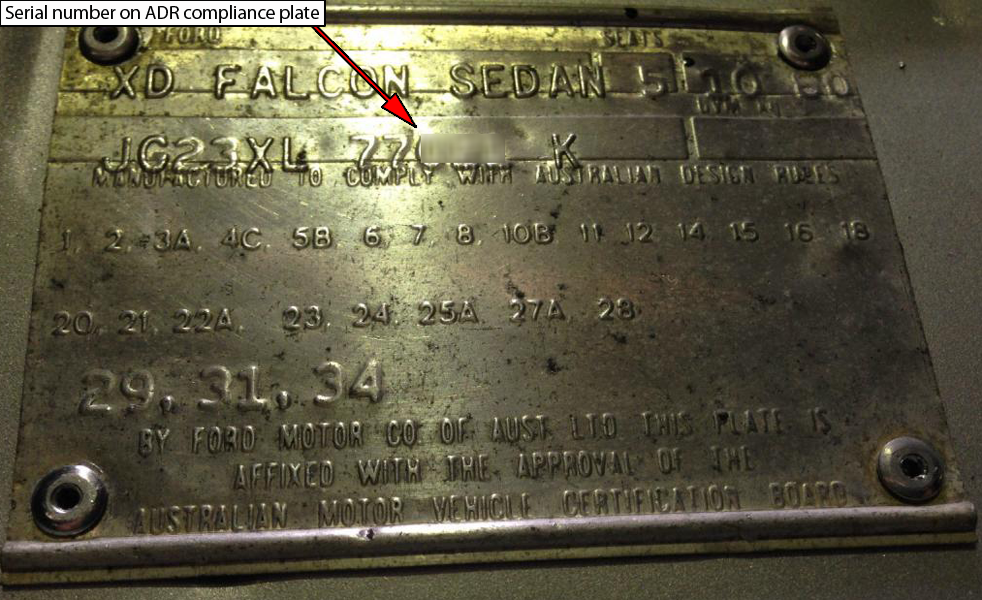 Serial number on ADR compliance plate
FORD SEATS
XD FALCON SEDAN 5 10 80
JG23XL 77 K
MANUFACTURED TO COMPLY WITH AUSTRALIAN DESIGN RULES
1, 2, 3A, 4C, 5B, 6, 7, 8, 10B, 11, 12, 14, 15, 16, 18
20, 21, 22A, 23, 24, 25A, 27A, 28,
29,31,34
BY FORD MOTOR CO OF AUST LTD THIS PLATE IS
AFFIXED WITH THE APPROVAL OF THE
AUSTRALIAN MOTOR VEHICLE CERTIFICATION BOARD